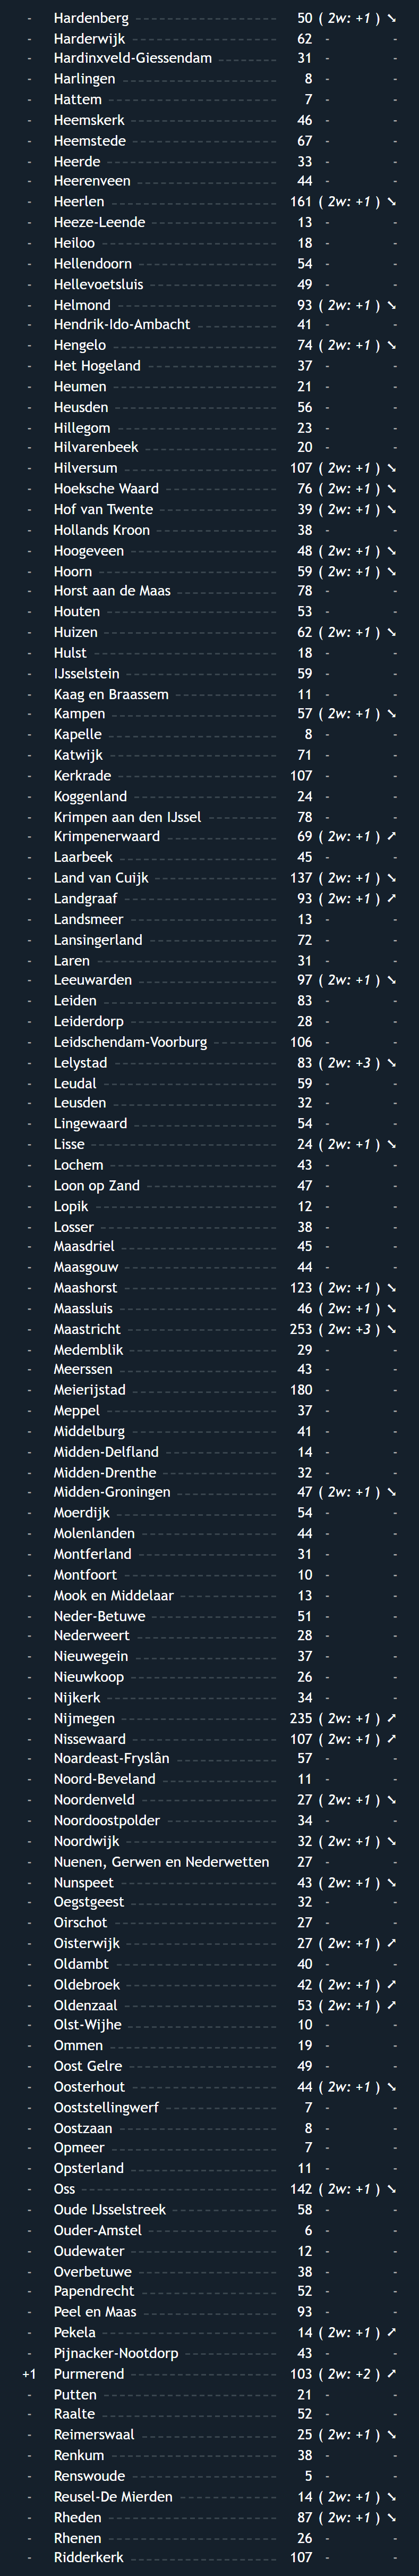 - Hardenberg 50 ( 2w: +1 ) ➘
- Harderwijk 62 - -
- Hardinxveld-Giessendam 31 - -
- Harlingen 8 - -
- Hattem 7 - -
- Heemskerk 46 - -
- Heemstede 67 - -
- Heerde 33 - -
- Heerenveen 44 - -
- Heerlen 161 ( 2w: +1 ) ➘
- Heeze-Leende 13 - -
- Heiloo 18 - -
- Hellendoorn 54 - -
- Hellevoetsluis 49 - -
- Helmond 93 ( 2w: +1 ) ➘
- Hendrik-Ido-Ambacht 41 - -
- Hengelo 74 ( 2w: +1 ) ➘
- Het Hogeland 37 - -
- Heumen 21 - -
- Heusden 56 - -
- Hillegom 23 - -
- Hilvarenbeek 20 - -
- Hilversum 107 ( 2w: +1 ) ➘
- Hoeksche Waard 76 ( 2w: +1 ) ➘
- Hof van Twente 39 ( 2w: +1 ) ➘
- Hollands Kroon 38 - -
- Hoogeveen 48 ( 2w: +1 ) ➘
- Hoorn 59 ( 2w: +1 ) ➘
- Horst aan de Maas 78 - -
- Houten 53 - -
- Huizen 62 ( 2w: +1 ) ➘
- Hulst 18 - -
- IJsselstein 59 - -
- Kaag en Braassem 11 - -
- Kampen 57 ( 2w: +1 ) ➘
- Kapelle 8 - -
- Katwijk 71 - -
- Kerkrade 107 - -
- Koggenland 24 - -
- Krimpen aan den IJssel 78 - -
- Krimpenerwaard 69 ( 2w: +1 ) ➚
- Laarbeek 45 - -
- Land van Cuijk 137 ( 2w: +1 ) ➘
- Landgraaf 93 ( 2w: +1 ) ➚
- Landsmeer 13 - -
- Lansingerland 72 - -
- Laren 31 - -
- Leeuwarden 97 ( 2w: +1 ) ➘
- Leiden 83 - -
- Leiderdorp 28 - -
- Leidschendam-Voorburg 106 - -
- Lelystad 83 ( 2w: +3 ) ➘
- Leudal 59 - -
- Leusden 32 - -
- Lingewaard 54 - -
- Lisse 24 ( 2w: +1 ) ➘
- Lochem 43 - -
- Loon op Zand 47 - -
- Lopik 12 - -
- Losser 38 - -
- Maasdriel 45 - -
- Maasgouw 44 - -
- Maashorst 123 ( 2w: +1 ) ➘
- Maassluis 46 ( 2w: +1 ) ➘
- Maastricht 253 ( 2w: +3 ) ➘
- Medemblik 29 - -
- Meerssen 43 - -
- Meierijstad 180 - -
- Meppel 37 - -
- Middelburg 41 - -
- Midden-Delfland 14 - -
- Midden-Drenthe 32 - -
- Midden-Groningen 47 ( 2w: +1 ) ➘
- Moerdijk 54 - -
- Molenlanden 44 - -
- Montferland 31 - -
- Montfoort 10 - -
- Mook en Middelaar 13 - -
- Neder-Betuwe 51 - -
- Nederweert 28 - -
- Nieuwegein 37 - -
- Nieuwkoop 26 - -
- Nijkerk 34 - -
- Nijmegen 235 ( 2w: +1 ) ➚
- Nissewaard 107 ( 2w: +1 ) ➚
- Noardeast-Fryslân 57 - -
- Noord-Beveland 11 - -
- Noordenveld 27 ( 2w: +1 ) ➘
- Noordoostpolder 34 - -
- Noordwijk 32 ( 2w: +1 ) ➘
- Nuenen, Gerwen en Nederwetten 27 - -
- Nunspeet 43 ( 2w: +1 ) ➘
- Oegstgeest 32 - -
- Oirschot 27 - -
- Oisterwijk 27 ( 2w: +1 ) ➚
- Oldambt 40 - -
- Oldebroek 42 ( 2w: +1 ) ➚
- Oldenzaal 53 ( 2w: +1 ) ➚
- Olst-Wijhe 10 - -
- Ommen 19 - -
- Oost Gelre 49 - -
- Oosterhout 44 ( 2w: +1 ) ➘
- Ooststellingwerf 7 - -
- Oostzaan 8 - -
- Opmeer 7 - -
- Opsterland 11 - -
- Oss 142 ( 2w: +1 ) ➘
- Oude IJsselstreek 58 - -
- Ouder-Amstel 6 - -
- Oudewater 12 - -
- Overbetuwe 38 - -
- Papendrecht 52 - -
- Peel en Maas 93 - -
- Pekela 14 ( 2w: +1 ) ➚
- Pijnacker-Nootdorp 43 - -
+1 Purmerend 103 ( 2w: +2 ) ➚
- Putten 21 - -
- Raalte 52 - -
- Reimerswaal 25 ( 2w: +1 ) ➘
- Renkum 38 - -
- Renswoude 5 - -
- Reusel-De Mierden 14 ( 2w: +1 ) ➘
- Rheden 87 ( 2w: +1 ) ➘
- Rhenen 26 - -
- Ridderkerk 107 - -